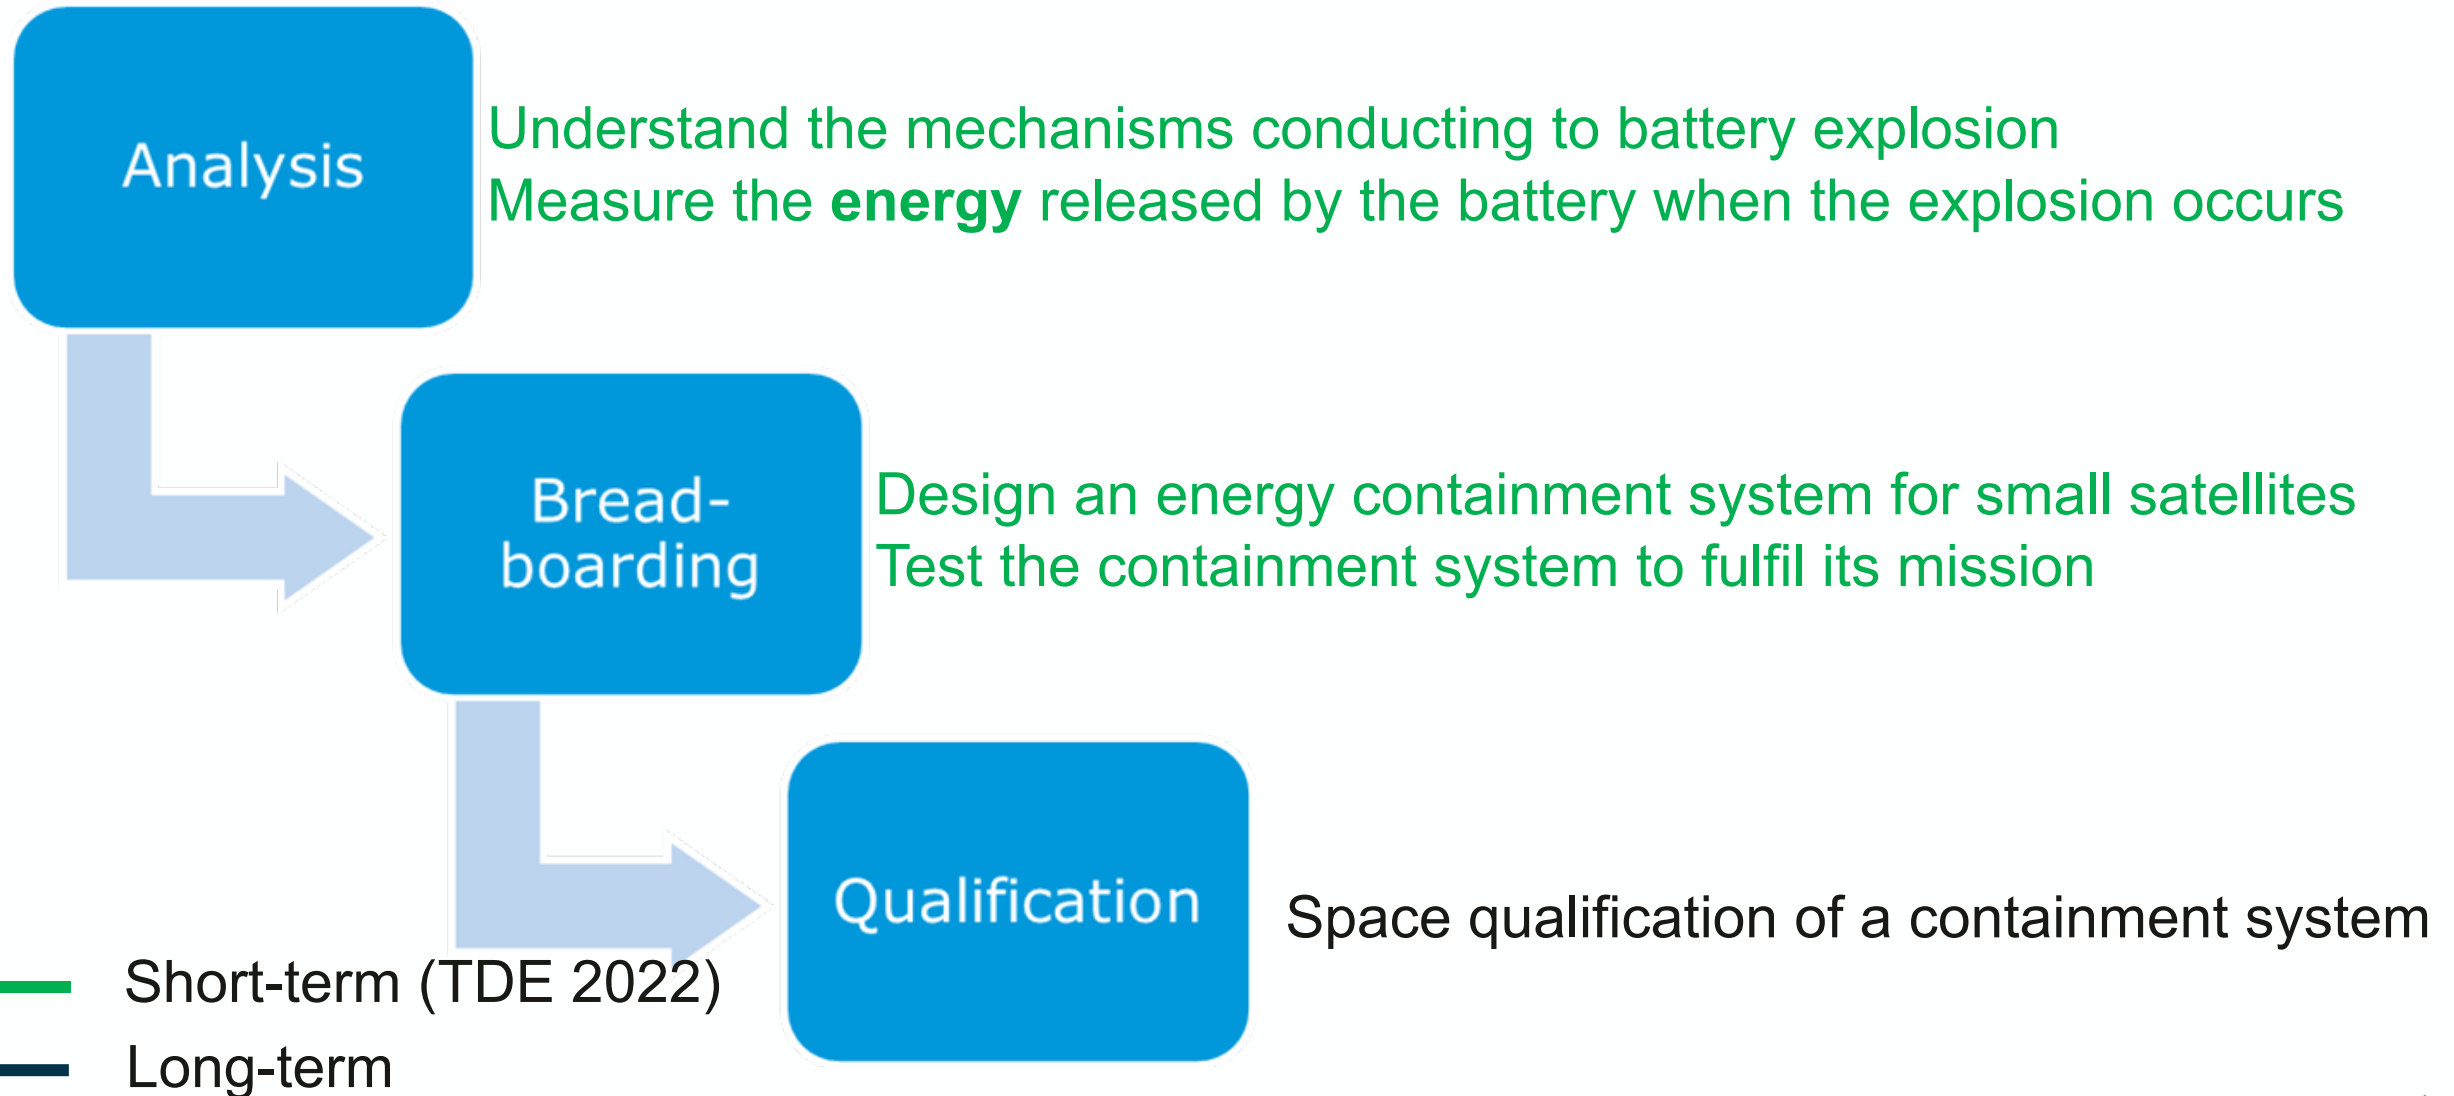 Analysis
Understand the mechanisms conducting to battery explosion
Measure the energy released by the battery when the explosion occurs
Bread-
boarding
Design an energy containment system for small satellites
Test the containment system to fulfil its mission
Qualification
Space qualification of a containment system
Short-term (TDE 2022)
Long-term